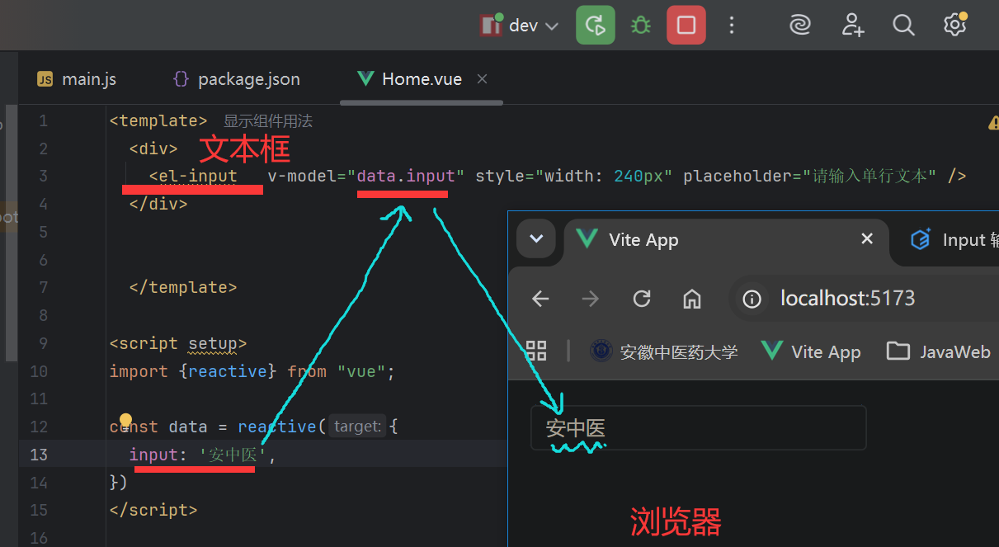 dev
main.js
package.json
Home.vue
1 <template> 显示组件用法
文本框
2 <div>
3 <el-input v-model="data.input" style="width: 240px" placeholder="请输入单行文本" />
4 </div>
5
6
7 </template>
8
9 <script setup>
10 import {reactive} from "vue";
11
12 const data = reactive( target: {
13 input: '安中医',
14 })
15 </script>
16
Vite App
Input
localhost:5173
安徽中医药大学
Vite App
JavaWeb
安中医
浏览器